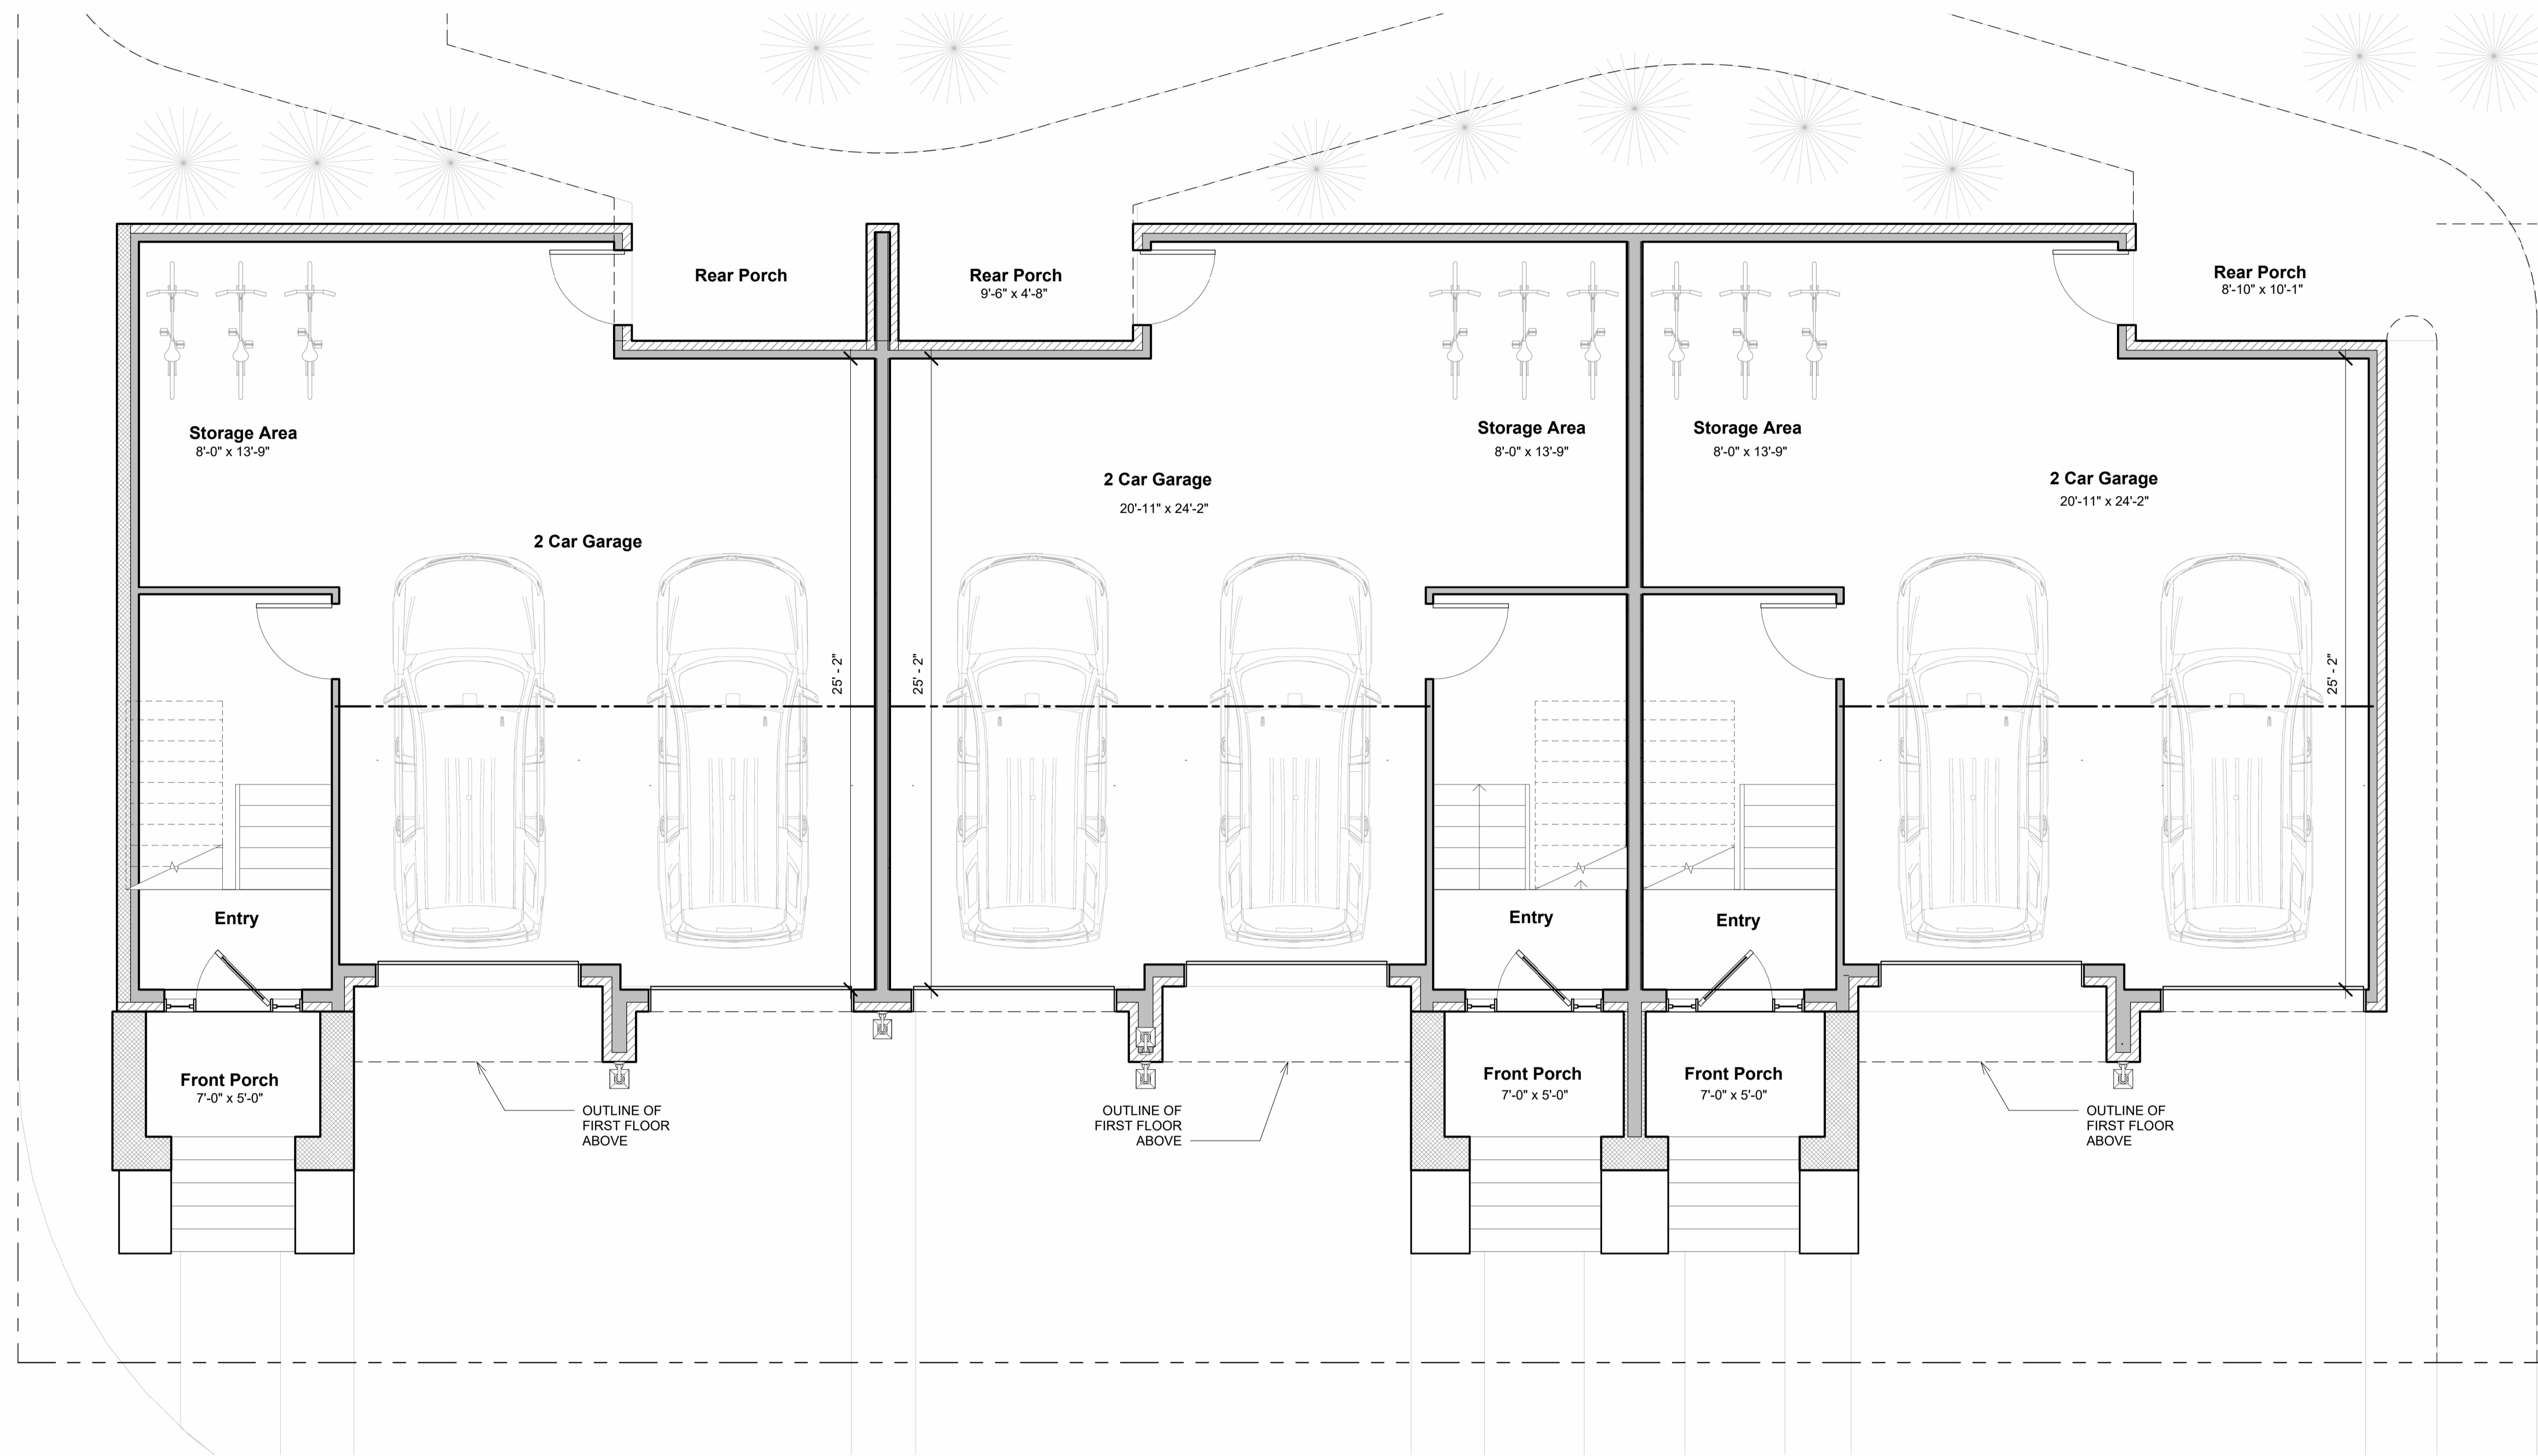 Rear Porch
Rear Porch
9'-6" x 4'-8"
Rear Porch
8'-10" x 10'-1"
Storage Area
8'-0" x 13'-9"
Storage Area
8'-0" x 13'-9"
Storage Area
8'-0" x 13'-9"
2 Car Garage
20'-11" x 24'-2"
2 Car Garage
20'-11" x 24'-2"
2 Car Garage
25' - 2"
25' - 2"
25' - 2"
Entry
Entry
Entry
Front Porch
7'-0" x 5'-0"
Front Porch
7'-0" x 5'-0"
Front Porch
7'-0" x 5'-0"
OUTLINE OF
FIRST FLOOR
ABOVE
OUTLINE OF
FIRST FLOOR
ABOVE
OUTLINE OF
FIRST FLOOR
ABOVE